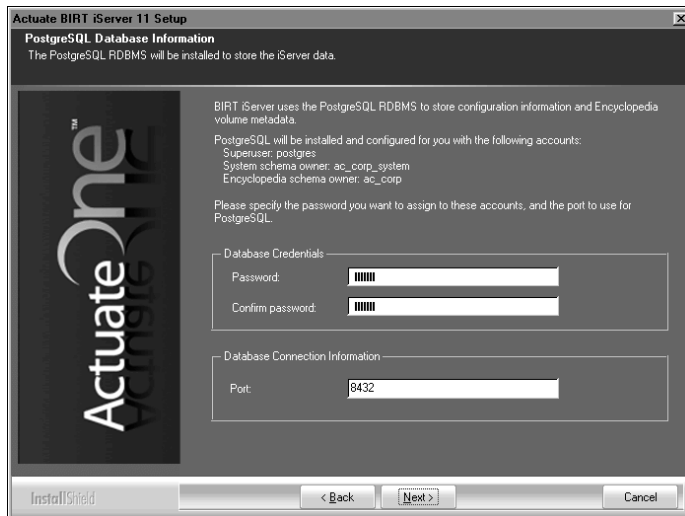 Actuate BIRT iServer 11 Setup
PostgreSQL Database Information
The PostgreSQL RDBMS will be installed to store the iServer data.
ActuateOne™
BIRT iServer uses the PostgreSQL RDBMS to store configuration information and Encyclopedia
volume metadata.
PostgreSQL will be installed and configured for you with the following accounts:
Superuser: postgres
System schema owner: ac_corp_system
Encyclopedia schema owner: ac_corp
Please specify the password you want to assign to these accounts, and the port to use for
PostgreSQL.
Database Credentials
Password:
Confirm password:
Database Connection Information
Port: 8432
InstallShield
< Back
Next >
Cancel